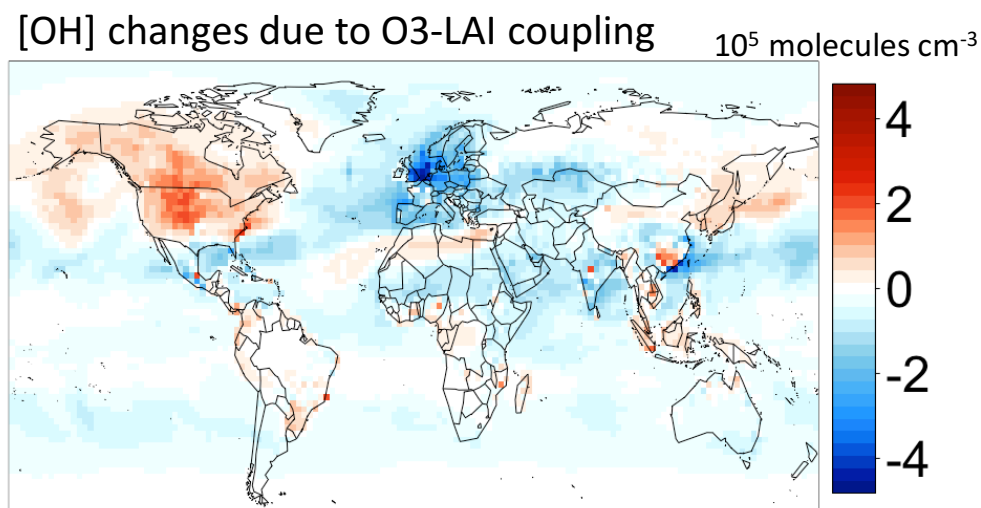 [OH] changes due to O3-LAI coupling
10⁵ molecules cm⁻³
4
2
0
-2
-4